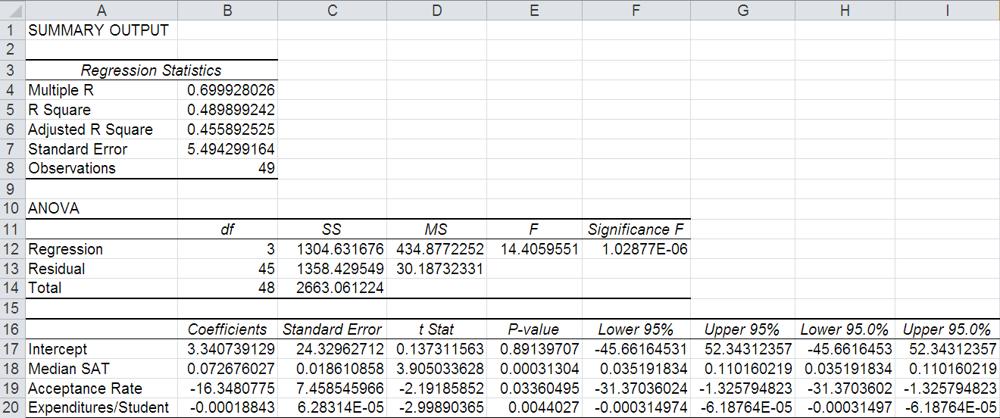 A B C D E F G H I
1 SUMMARY OUTPUT
2
3 Regression Statistics
4 Multiple R 0.699928026
5 R Square 0.489899242
6 Adjusted R Square 0.455892525
7 Standard Error 5.494299164
8 Observations 49
9
10 ANOVA
11 df SS MS F Significance F
12 Regression 3 1304.631676 434.8772252 14.4059551 1.02877E-06
13 Residual 45 1358.429549 30.18732331
14 Total 48 2663.061224
15
16 Coefficients Standard Error t Stat P-value Lower 95% Upper 95% Lower 95.0% Upper 95.0%
17 Intercept 3.340739129 24.32962712 0.137311563 0.89139707 -45.66164531 52.34312357 -45.6616453 52.34312357
18 Median SAT 0.072676027 0.018610858 3.905033628 0.00031304 0.035191834 0.110160219 0.035191834 0.110160219
19 Acceptance Rate -16.3480775 7.458545966 -2.19185852 0.03360495 -31.37036024 -1.325794823 -31.3703602 -1.325794823
20 Expenditures/Student -0.00018843 6.28314E-05 -2.99890365 0.0044027 -0.000314974 -6.18764E-05 -0.00031497 -6.18764E-05